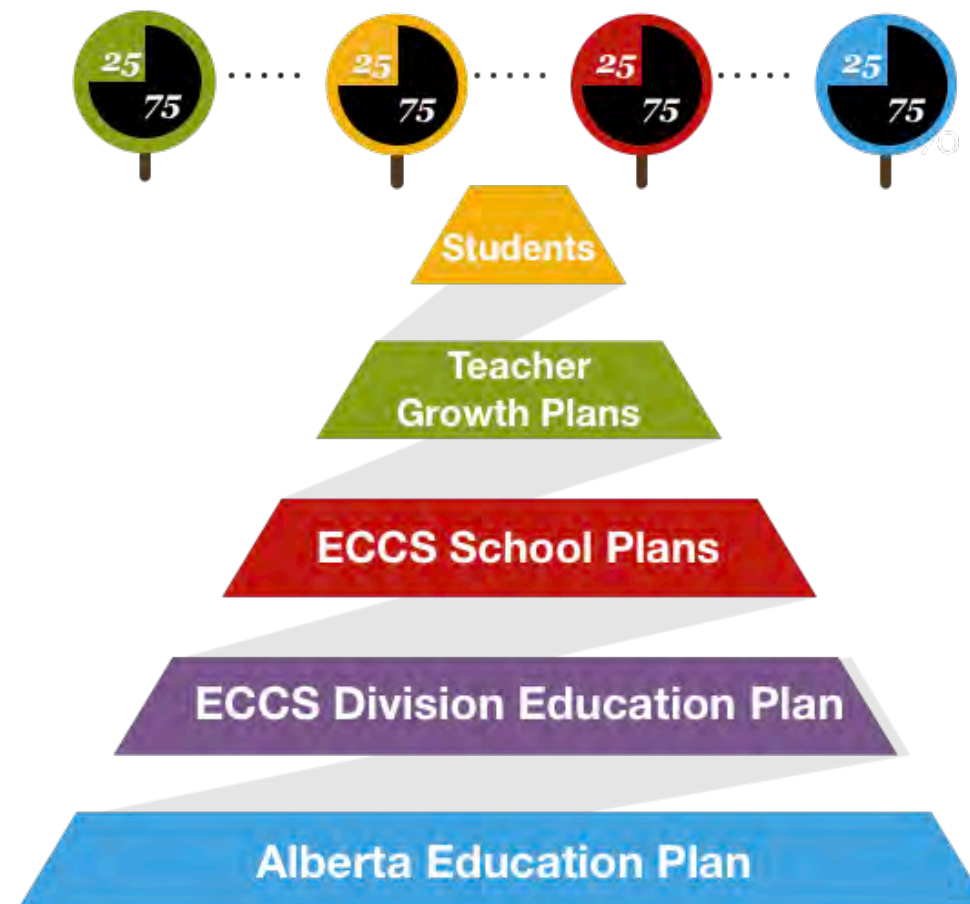 25
75
25
75
25
75
25
75
Students
Teacher
Growth Plans
ECCS School Plans
ECCS Division Education Plan
Alberta Education Plan